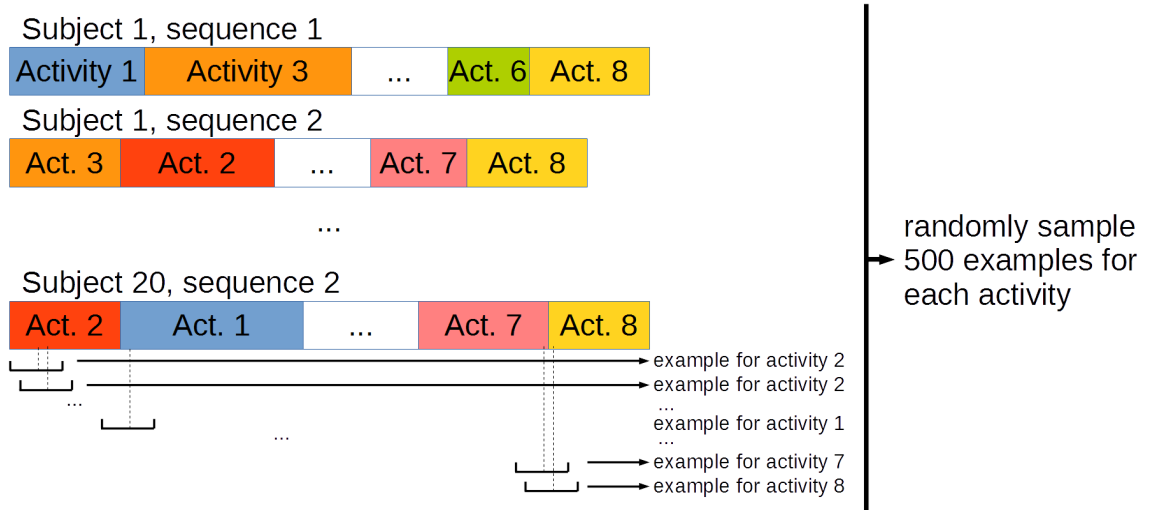 Subject 1, sequence 1
Activity 1 Activity 3 ... Act. 6 Act. 8
Subject 1, sequence 2
Act. 3 Act. 2 ... Act. 7 Act. 8
...
Subject 20, sequence 2
Act. 2 Act. 1 ... Act. 7 Act. 8
example for activity 2
example for activity 2
... ...
example for activity 1
... ...
example for activity 7
example for activity 8
randomly sample
500 examples for
each activity